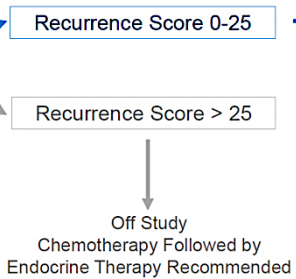 Recurrence Score 0-25
Recurrence Score > 25
Off Study
Chemotherapy Followed by
Endocrine Therapy Recommended